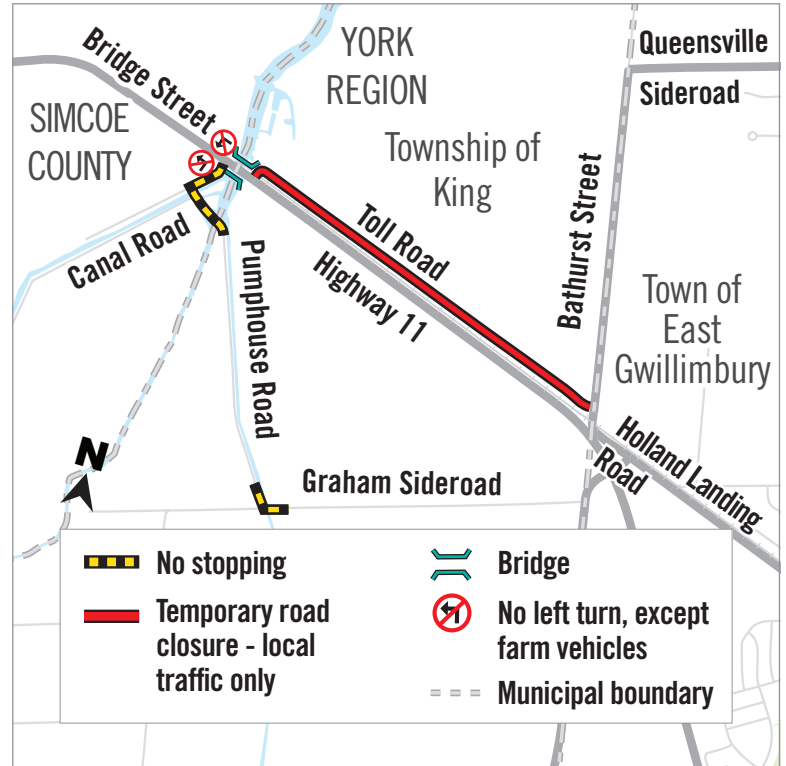 Bridge Street
YORK
REGION
Queensville
Sideroad
SIMCOE
COUNTY
Township of
King
Canal Road
Toll Road
Highway 11
Bathurst Street
Pumphouse Road
Town of
East
Gwillimbury
N
Graham Sideroad
Holland Landing
Road
No stopping
Temporary road
closure - local
traffic only
Bridge
No left turn, except
farm vehicles
Municipal boundary